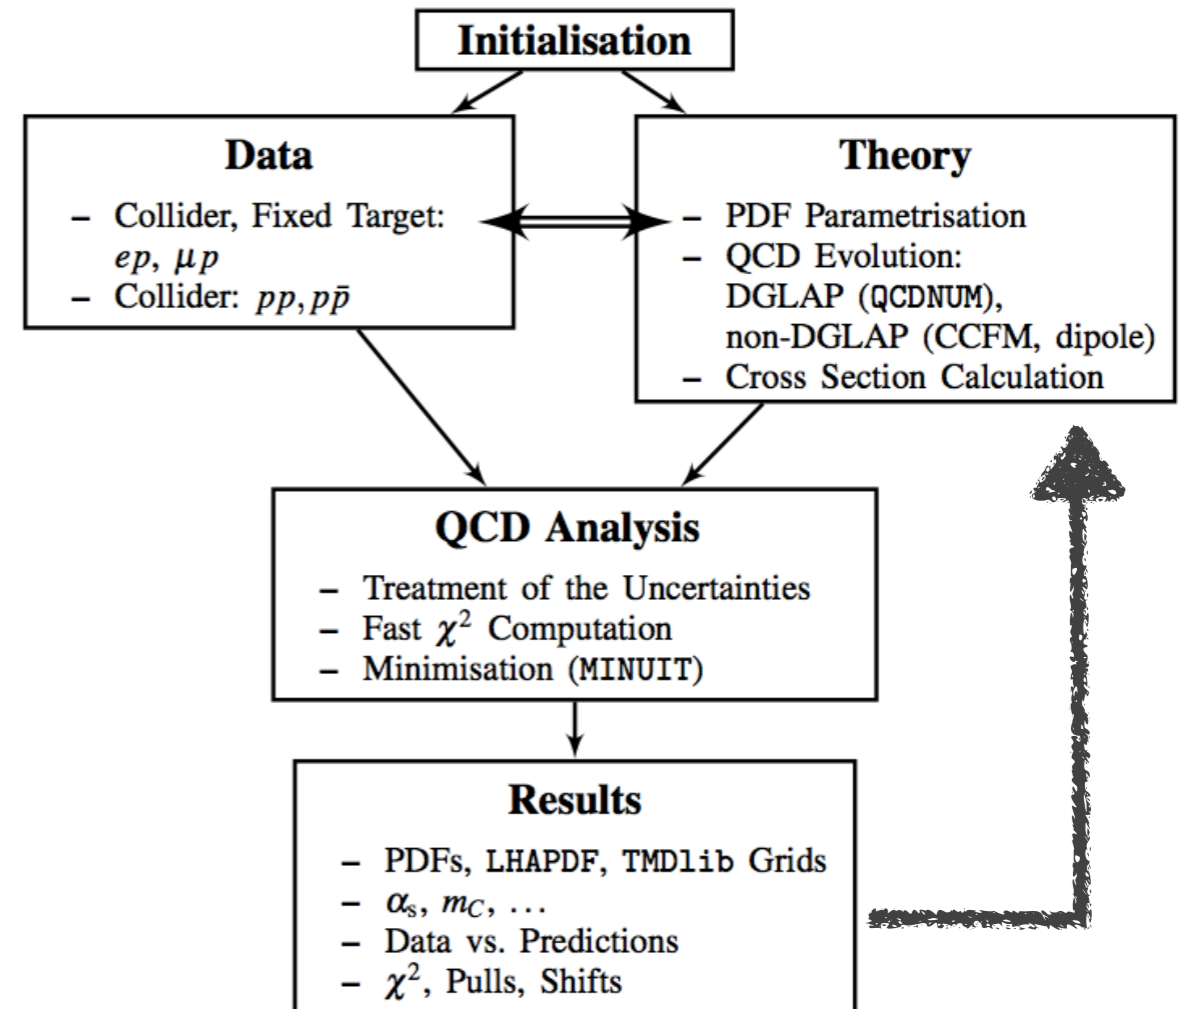 Initialisation
Data
– Collider, Fixed Target:
ep, μp
– Collider: pp, pp̄
Theory
– PDF Parametrisation
– QCD Evolution:
DGLAP (QCDNUM),
non-DGLAP (CCFM, dipole)
– Cross Section Calculation
QCD Analysis
– Treatment of the Uncertainties
– Fast χ² Computation
– Minimisation (MINUIT)
Results
– PDFs, LHAPDF, TMDlib Grids
– αs, mC, ...
– Data vs. Predictions
– χ², Pulls, Shifts